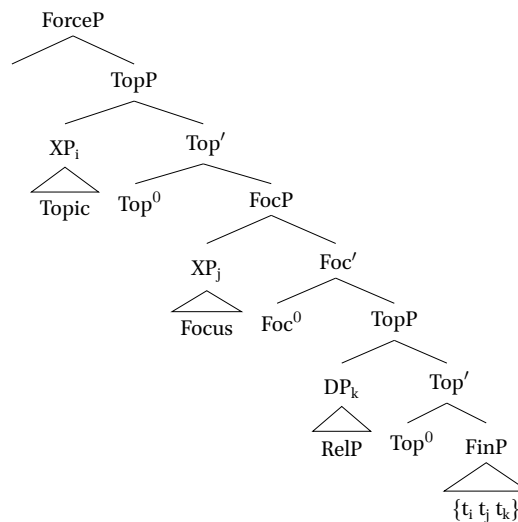 ForceP
TopP
XPᵢ Top′
Topic Top⁰ FocP
XPⱼ Foc′
Focus Foc⁰ TopP
DPₖ Top′
RelP Top⁰ FinP
{tᵢ tⱼ tₖ}